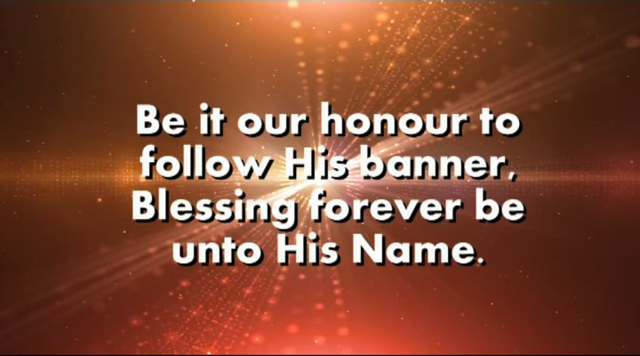 Be it our honour to
follow His banner,
Blessing forever be
unto His Name.